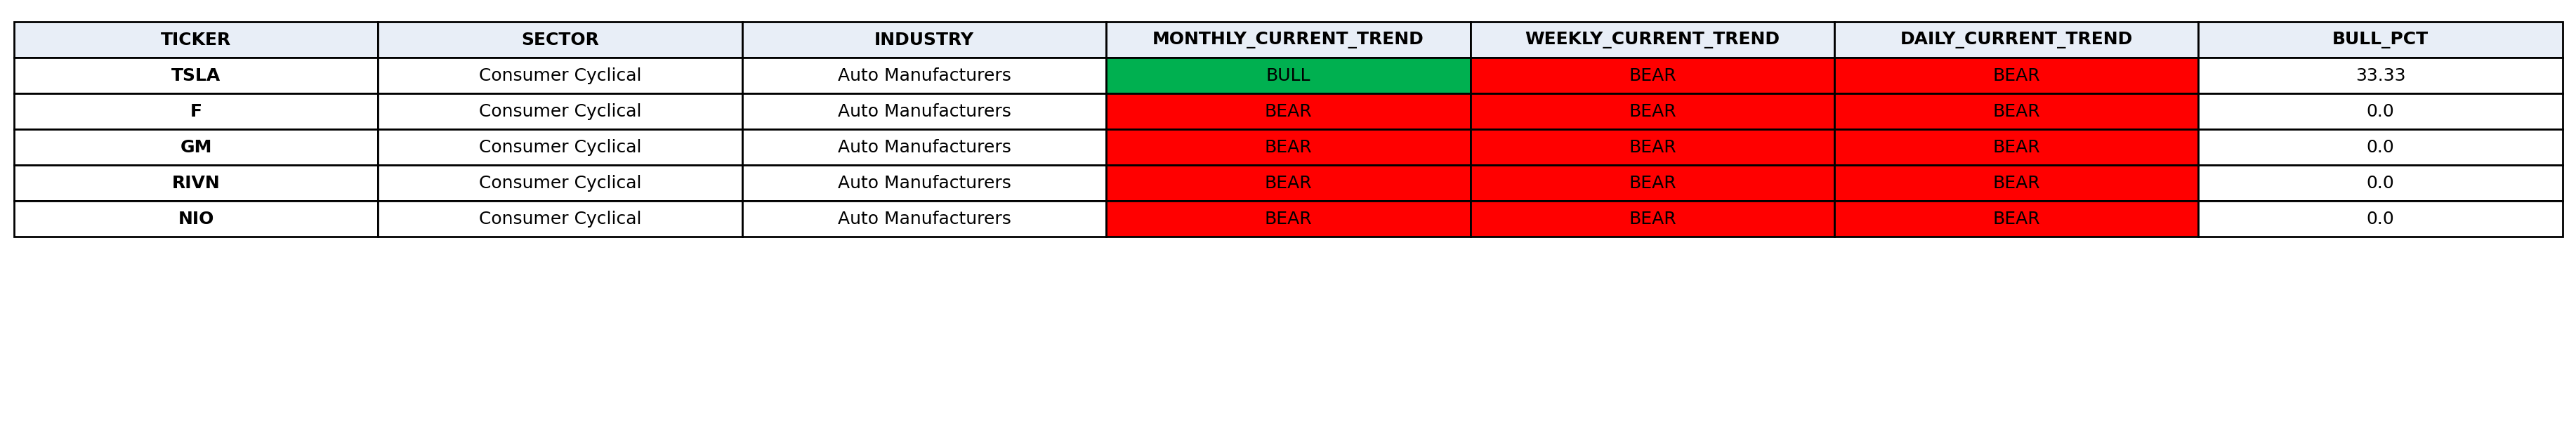 TICKER SECTOR INDUSTRY MONTHLY_CURRENT_TREND WEEKLY_CURRENT_TREND DAILY_CURRENT_TREND BULL_PCT
TSLA Consumer Cyclical Auto Manufacturers BULL BEAR BEAR 33.33
F Consumer Cyclical Auto Manufacturers BEAR BEAR BEAR 0.0
GM Consumer Cyclical Auto Manufacturers BEAR BEAR BEAR 0.0
RIVN Consumer Cyclical Auto Manufacturers BEAR BEAR BEAR 0.0
NIO Consumer Cyclical Auto Manufacturers BEAR BEAR BEAR 0.0